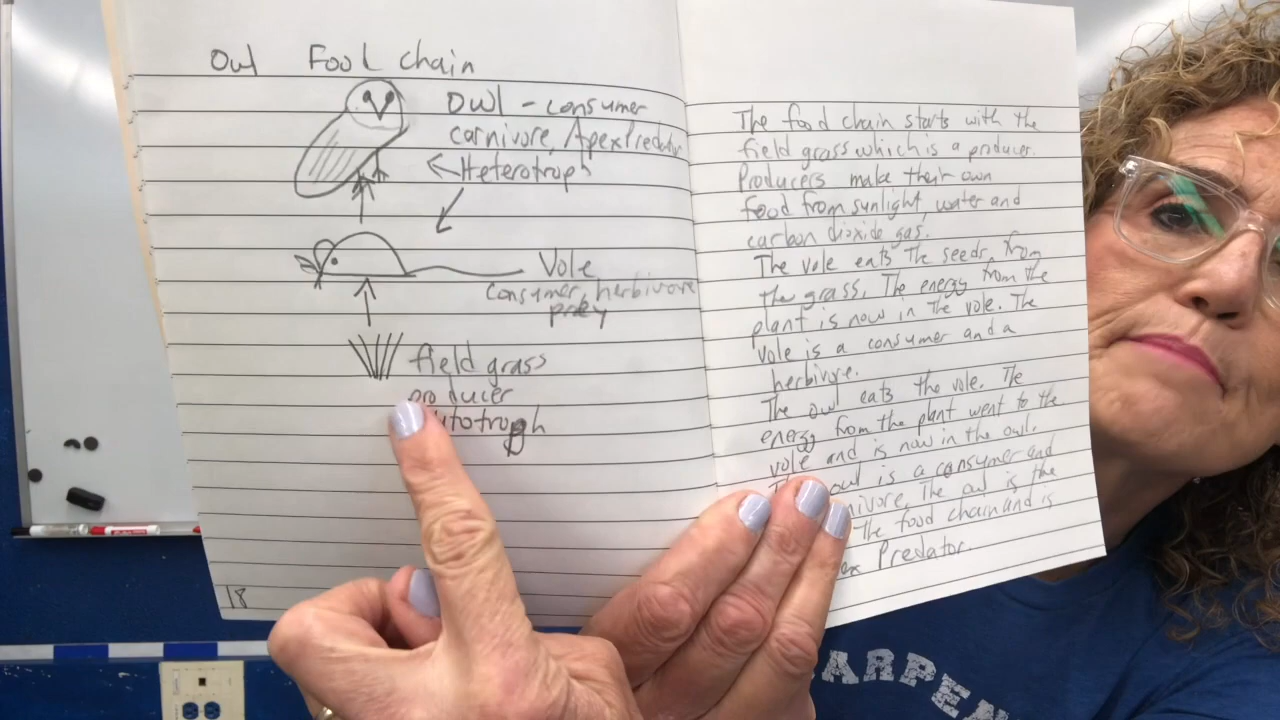 Owl Food chain
Owl - consumer
carnivore, /Apex Predator
Heterotroph
Vole
Consumer, herbivore
prey
field grass
producer
utotroph
18
The food chain starts with the
field grass which is a producer.
Producers make their own
food from sunlight, water and
carbon dioxide gas.
The vole eats the seeds, from
the grass. The energy from the
plant is now in the vole. The
vole is a consumer and a
herbivore.
The owl eats the vole. The
energy from the plant went to the
vole and is now in the owl.
owl is a consumer and
nivore. The owl is the
The food chain and is
ex Predator.
ARPEN